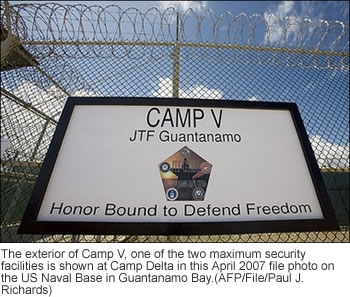 CAMP V
JTF Guantanamo
Honor Bound to Defend Freedom
The exterior of Camp V, one of the two maximum security
facilities is shown at Camp Delta in this April 2007 file photo on
the US Naval Base in Guantanamo Bay.(AFP/File/Paul J.
Richards)